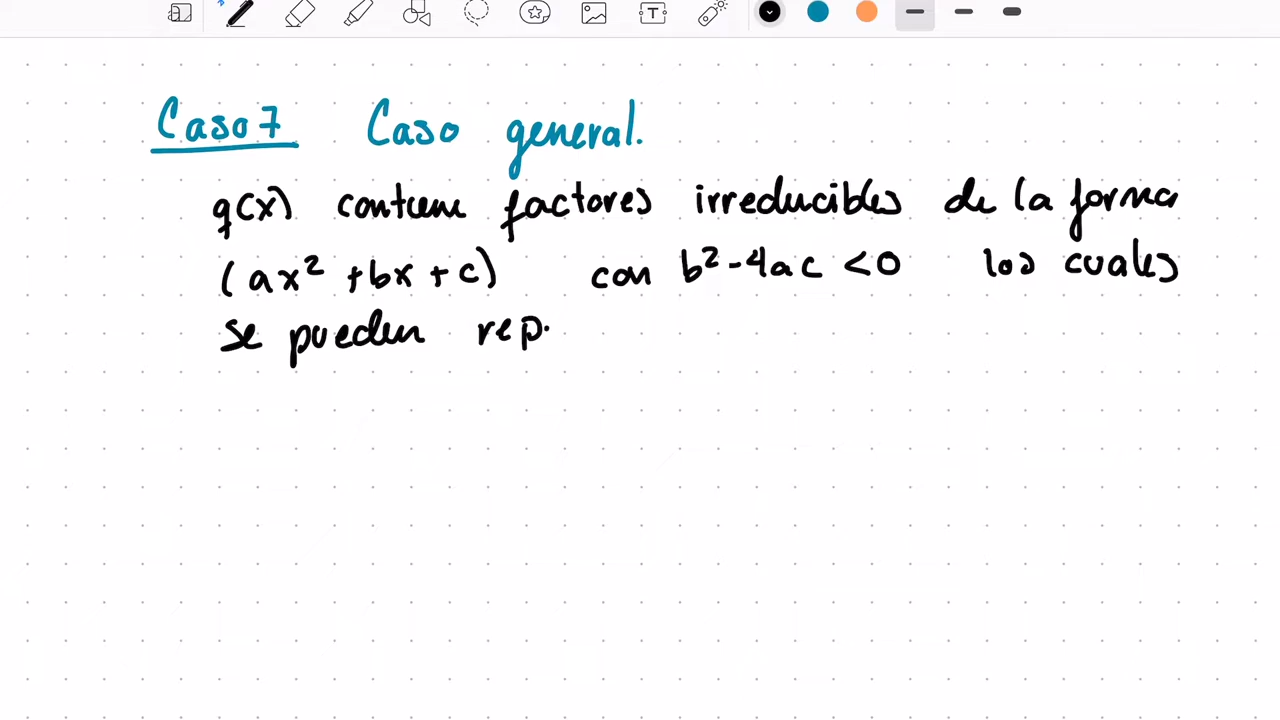 Caso 7 Caso general.
q(x) contiene factores irreducibles de la forma
(ax² +bx + c) con b²-4ac <0 los cuales
se pueden rep.